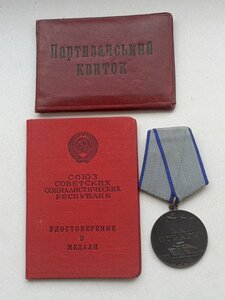 Партизанський
квиток
СОЮЗ
СОВЕТСКИХ
СОЦИАЛИСТИЧЕСКИХ
РЕСПУБЛИК
УДОСТОВЕРЕНИЕ
К
МЕДАЛИ